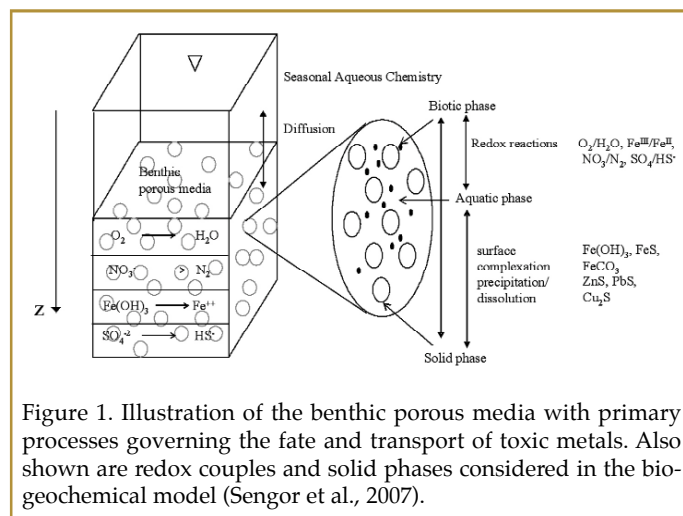 Seasonal Aqueous Chemistry
Diffusion
Benthic
porous media
O₂ H₂O
NO₃⁻ > N₂
Fe(OH)₃ Fe⁺⁺
SO₄⁻² HS⁻
Z
Biotic phase
Redox reactions
O₂/H₂O, Feᴵᴵᴵ/Feᴵᴵ,
NO₃/N₂, SO₄/HS⁻
Aquatic phase
surface
complexation
precipitation/
dissolution
Fe(OH)₃, FeS,
FeCO₃
ZnS, PbS,
Cu₂S
Solid phase
Figure 1. Illustration of the benthic porous media with primary
processes governing the fate and transport of toxic metals. Also
shown are redox couples and solid phases considered in the bio-
geochemical model (Sengor et al., 2007).